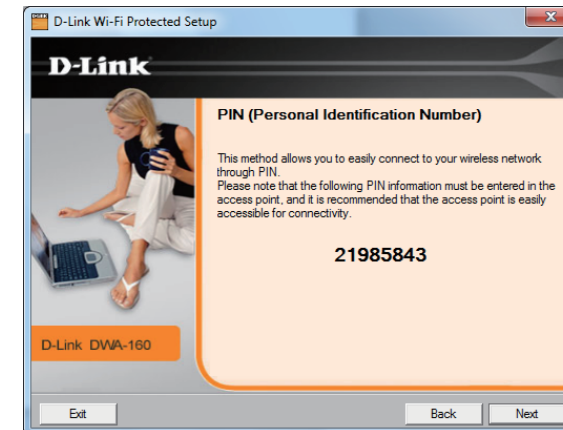 D-Link Wi-Fi Protected Setup
D-Link
PIN (Personal Identification Number)
This method allows you to easily connect to your wireless network
through PIN.
Please note that the following PIN information must be entered in the
access point, and it is recommended that the access point is easily
accessible for connectivity.
21985843
D-Link DWA-160
Exit
Back
Next